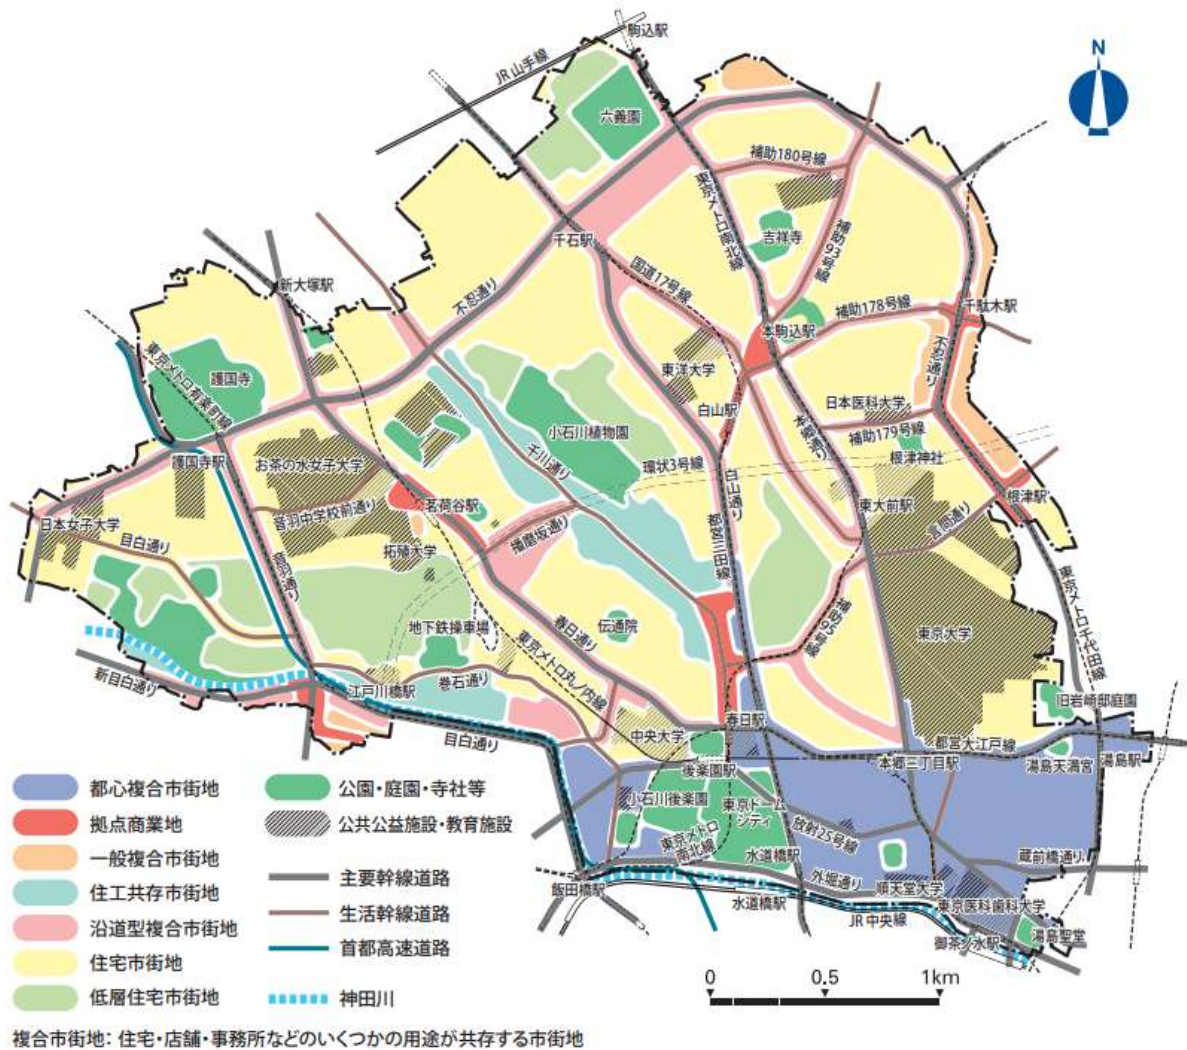 駒込駅
N
JR山手線
六義園
補助180号線
東京メトロ南北線
吉祥寺
補助93号線
千石駅
国道17号線
新大塚駅
不忍通り
本駒込駅
補助178号線
千駄木駅
不忍通り
東京メトロ有楽町線
護国寺
東洋大学
白山駅
日本医科大学
小石川植物園
本郷通り
補助179号線
千川通り
環状3号線
白山通り
根津神社
護国寺駅
お茶の水女子大学
茗荷谷駅
東大前駅
根津駅
言問通り
日本女子大学
目白通り
音羽中学校前通り
拓殖大学
播磨坂通り
都営三田線
音羽通り
東京メトロ千代田線
補助95号線
地下鉄操車場
伝通院
春日通り
東京大学
東京メトロ丸ノ内線
新目白通り
江戸川橋駅
巻石通り
旧岩崎邸庭園
目白通り
中央大学
春日駅
都営大江戸線
本郷三丁目駅
湯島天満宮
湯島駅
後楽園駅
小石川後楽園
東京ドーム
シティ
放射25号線
東京メトロ
南北線
水道橋駅
外堀通り
蔵前橋通り
飯田橋駅
水道橋駅
順天堂大学
東京医科歯科大学
JR中央線
御茶ノ水駅
湯島聖堂
都心複合市街地
拠点商業地
一般複合市街地
住工共存市街地
沿道型複合市街地
住宅市街地
低層住宅市街地
公園・庭園・寺社等
公共公益施設・教育施設
主要幹線道路
生活幹線道路
首都高速道路
神田川
0 0.5 1km
複合市街地：住宅・店舗・事務所などのいくつかの用途が共存する市街地